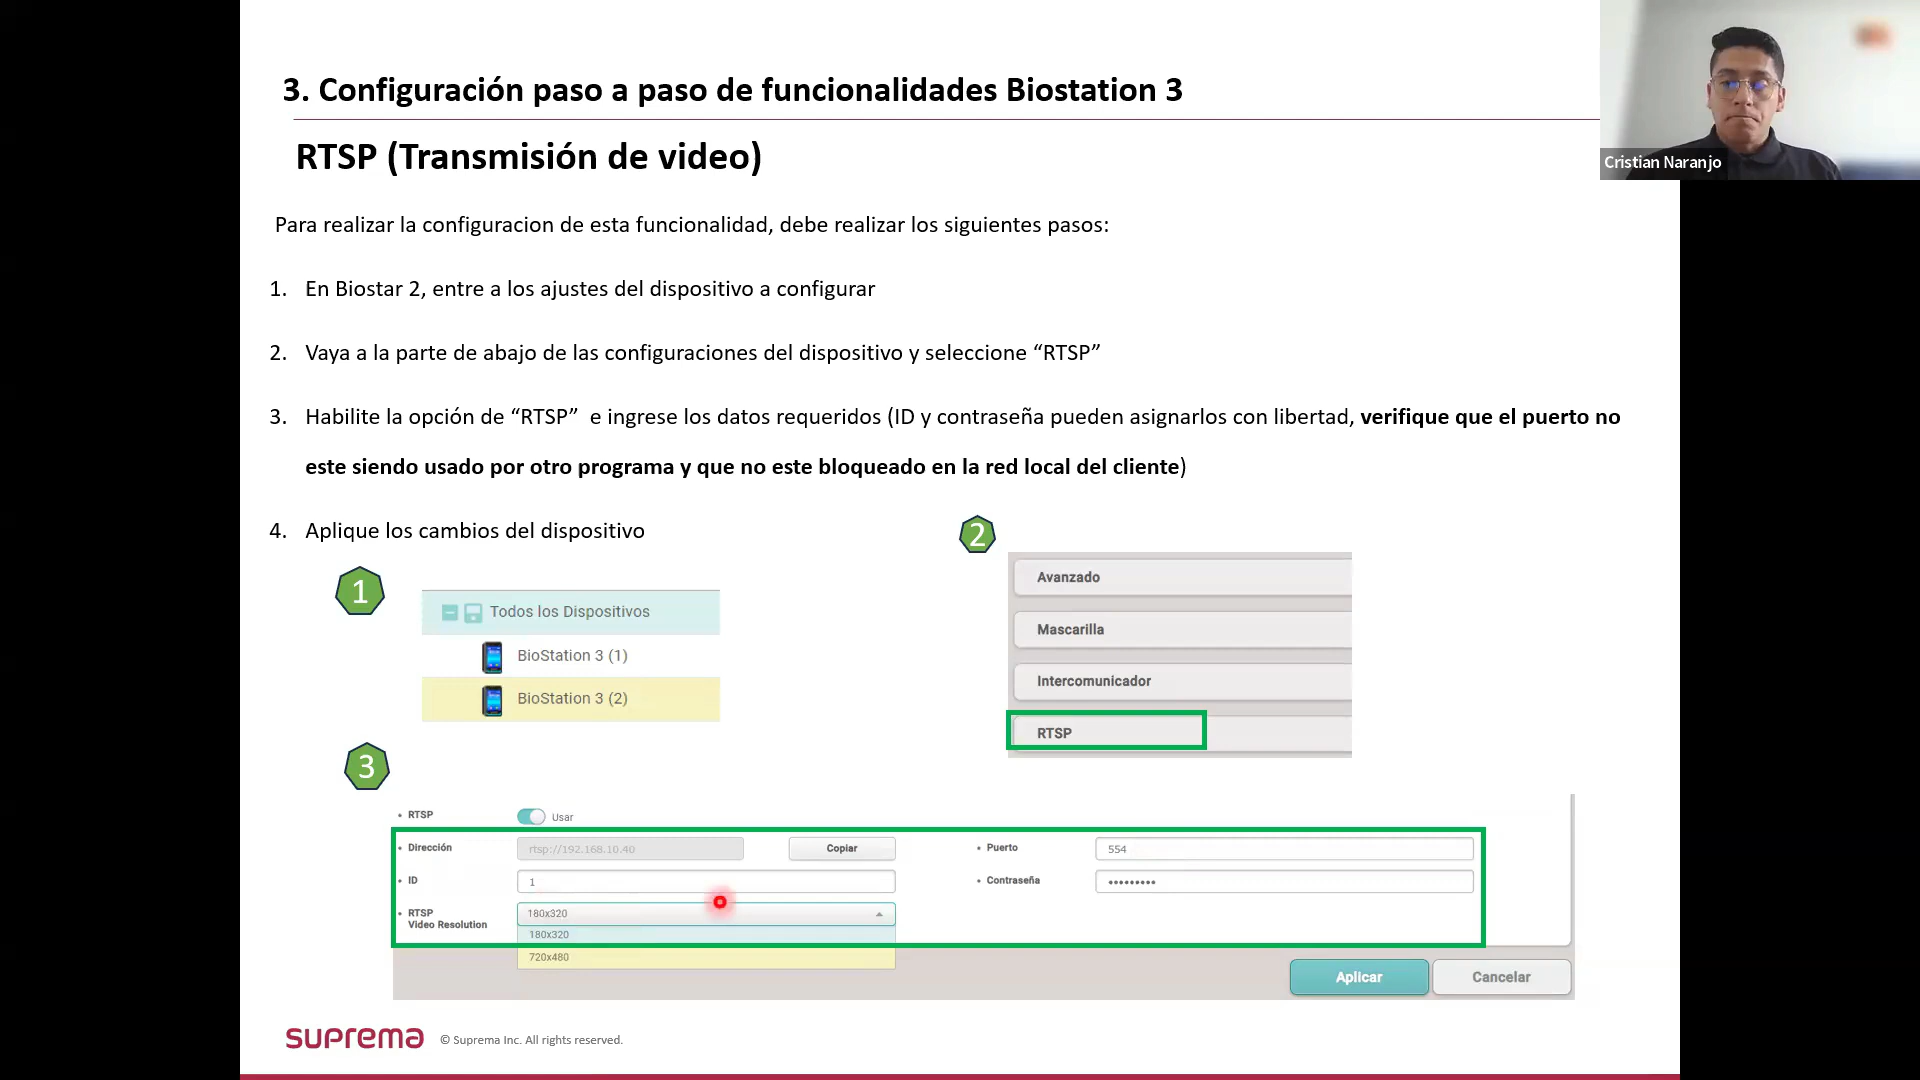 3. Configuración paso a paso de funcionalidades Biostation 3
RTSP (Transmisión de video)
Cristian Naranjo
Para realizar la configuracion de esta funcionalidad, debe realizar los siguientes pasos:
1. En Biostar 2, entre a los ajustes del dispositivo a configurar
2. Vaya a la parte de abajo de las configuraciones del dispositivo y seleccione “RTSP”
3. Habilite la opción de “RTSP” e ingrese los datos requeridos (ID y contraseña pueden asignarlos con libertad, verifique que el puerto no
este siendo usado por otro programa y que no este bloqueado en la red local del cliente)
4. Aplique los cambios del dispositivo
1
Todos los Dispositivos
BioStation 3 (1)
BioStation 3 (2)
2
Avanzado
Mascarilla
Intercomunicador
RTSP
3
RTSP Usar
Dirección rtsp://192.168.10.40 Copiar Puerto 554
ID 1 Contraseña •••••••••
RTSP
Video Resolution 180x320
180x320
720x480
Aplicar Cancelar
suprema © Suprema Inc. All rights reserved.